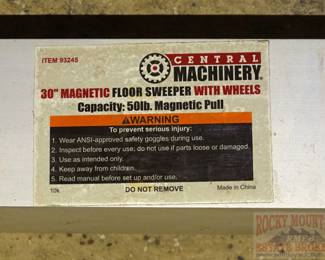 ITEM 93245
CENTRAL
MACHINERY
30" MAGNETIC FLOOR SWEEPER WITH WHEELS
Capacity: 50lb. Magnetic Pull
⚠WARNING
To prevent serious injury:
1. Wear ANSI-approved safety goggles during use.
2. Inspect before every use; do not use if parts loose or damaged.
3. Use as intended only.
4. Keep away from children.
5. Read manual before set up and/or use.
10k DO NOT REMOVE Made in China
ROCKY MOUNTAIN
ESTATE BROKERS